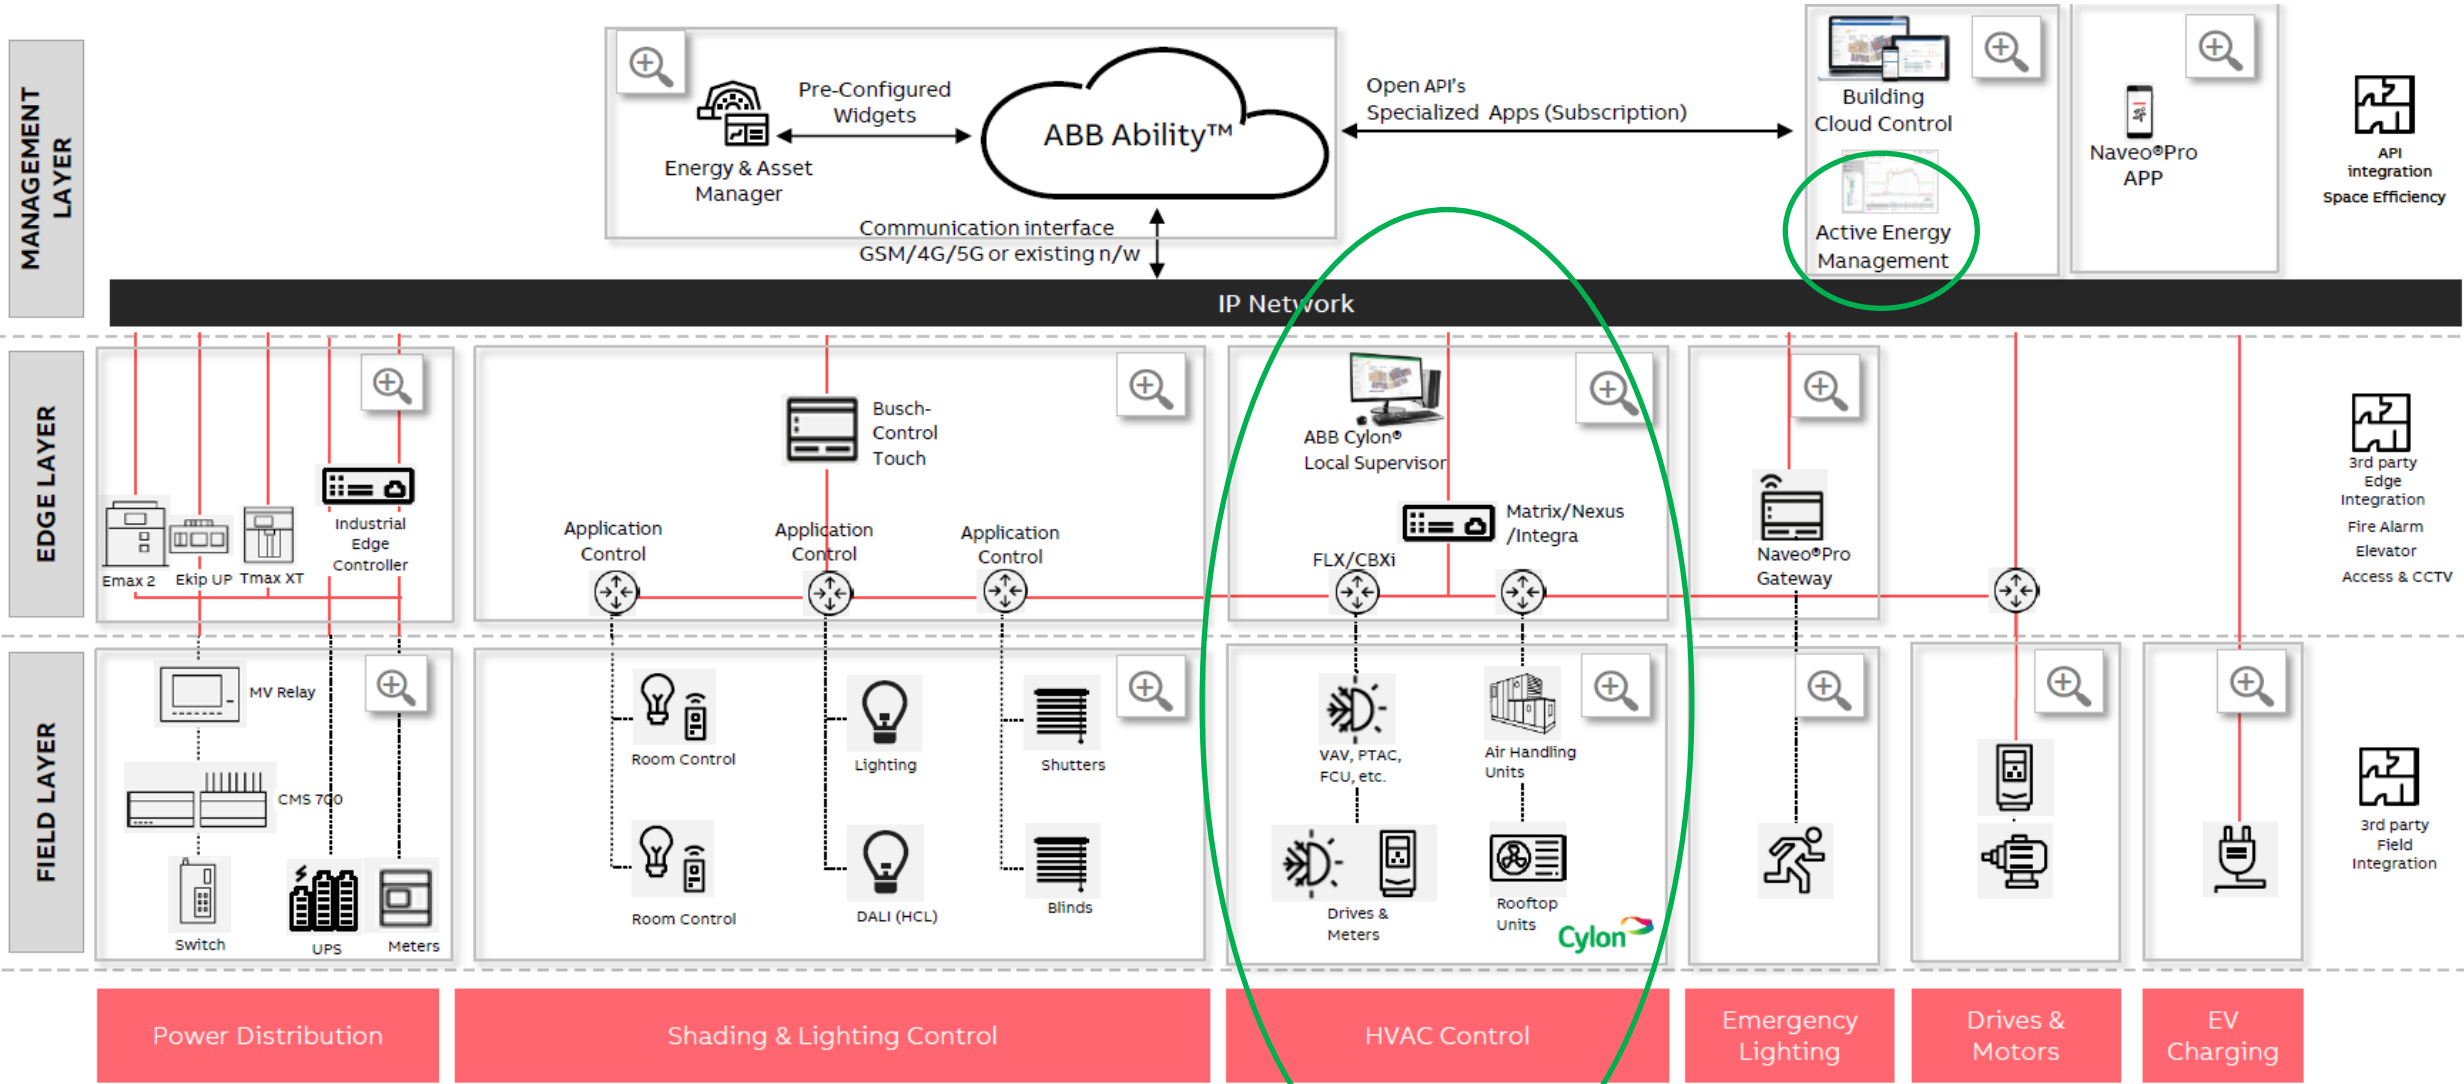 MANAGEMENT
LAYER
Pre-Configured
Widgets
Energy & Asset
Manager
ABB Ability™
Communication interface
GSM/4G/5G or existing n/w
Open API's
Specialized Apps (Subscription)
Building
Cloud Control
Active Energy
Management
Naveo®Pro
APP
API
integration
Space Efficiency
IP Network
EDGE LAYER
Emax 2
Ekip UP
Tmax XT
Industrial
Edge
Controller
Busch-
Control
Touch
Application
Control
Application
Control
Application
Control
ABB Cylon®
Local Supervisor
Matrix/Nexus
/Integra
FLX/CBXi
Naveo®Pro
Gateway
3rd party
Edge
Integration
Fire Alarm
Elevator
Access & CCTV
FIELD LAYER
MV Relay
CMS 700
Switch
UPS
Meters
Room Control
Room Control
Lighting
DALI (HCL)
Shutters
Blinds
VAV, PTAC,
FCU, etc.
Drives &
Meters
Air Handling
Units
Rooftop
Units
Cylon
3rd party
Field
Integration
Power Distribution
Shading & Lighting Control
HVAC Control
Emergency
Lighting
Drives &
Motors
EV
Charging